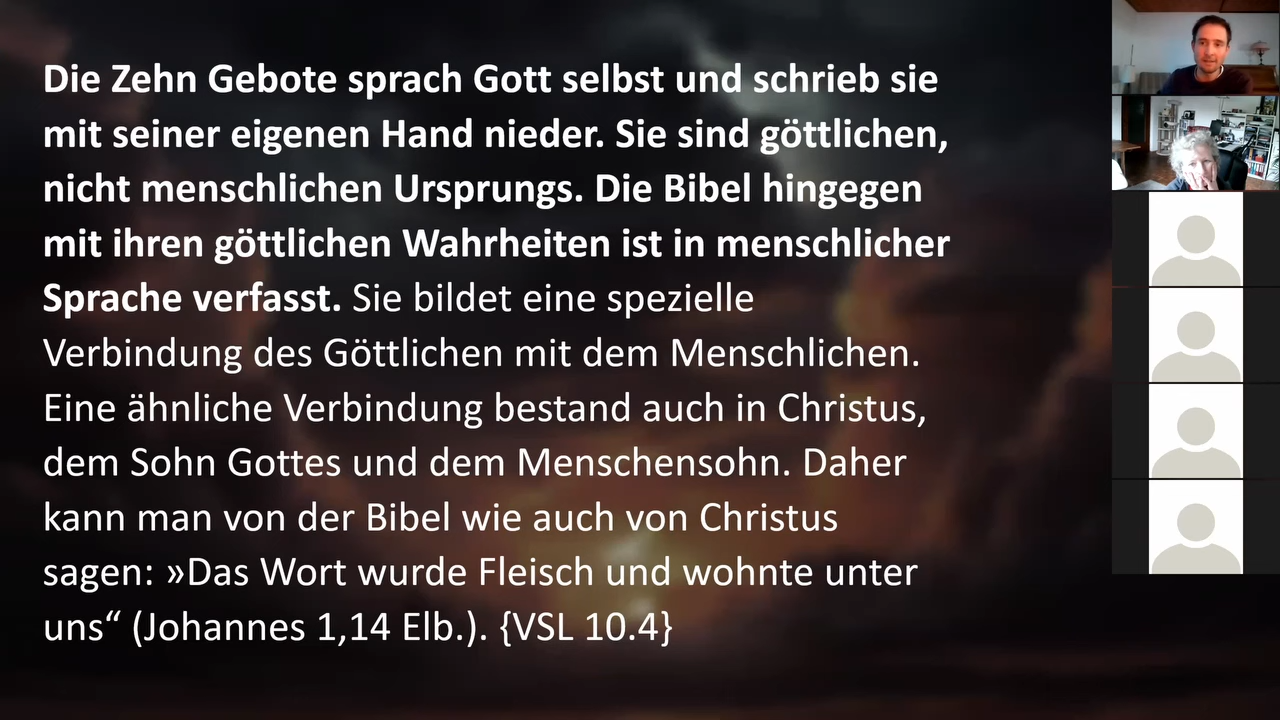 Die Zehn Gebote sprach Gott selbst und schrieb sie
mit seiner eigenen Hand nieder. Sie sind göttlichen,
nicht menschlichen Ursprungs. Die Bibel hingegen
mit ihren göttlichen Wahrheiten ist in menschlicher
Sprache verfasst. Sie bildet eine spezielle
Verbindung des Göttlichen mit dem Menschlichen.
Eine ähnliche Verbindung bestand auch in Christus,
dem Sohn Gottes und dem Menschensohn. Daher
kann man von der Bibel wie auch von Christus
sagen: »Das Wort wurde Fleisch und wohnte unter
uns“ (Johannes 1,14 Elb.). {VSL 10.4}